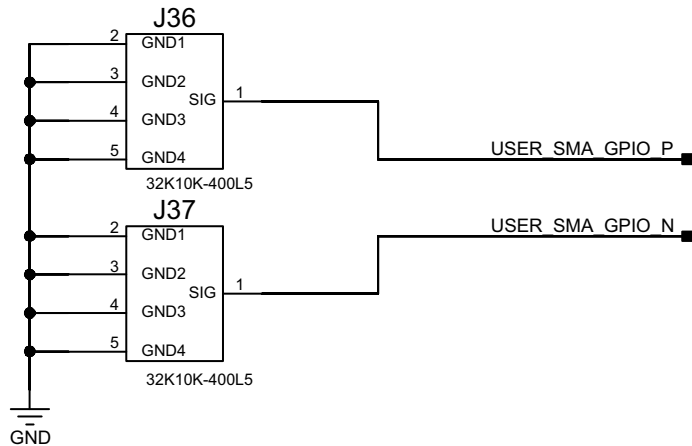 J36
2 GND1
3 GND2
SIG 1
4 GND3
5 GND4
32K10K-400L5
USER_SMA_GPIO_P
J37
2 GND1
3 GND2
SIG 1
4 GND3
5 GND4
32K10K-400L5
USER_SMA_GPIO_N
GND